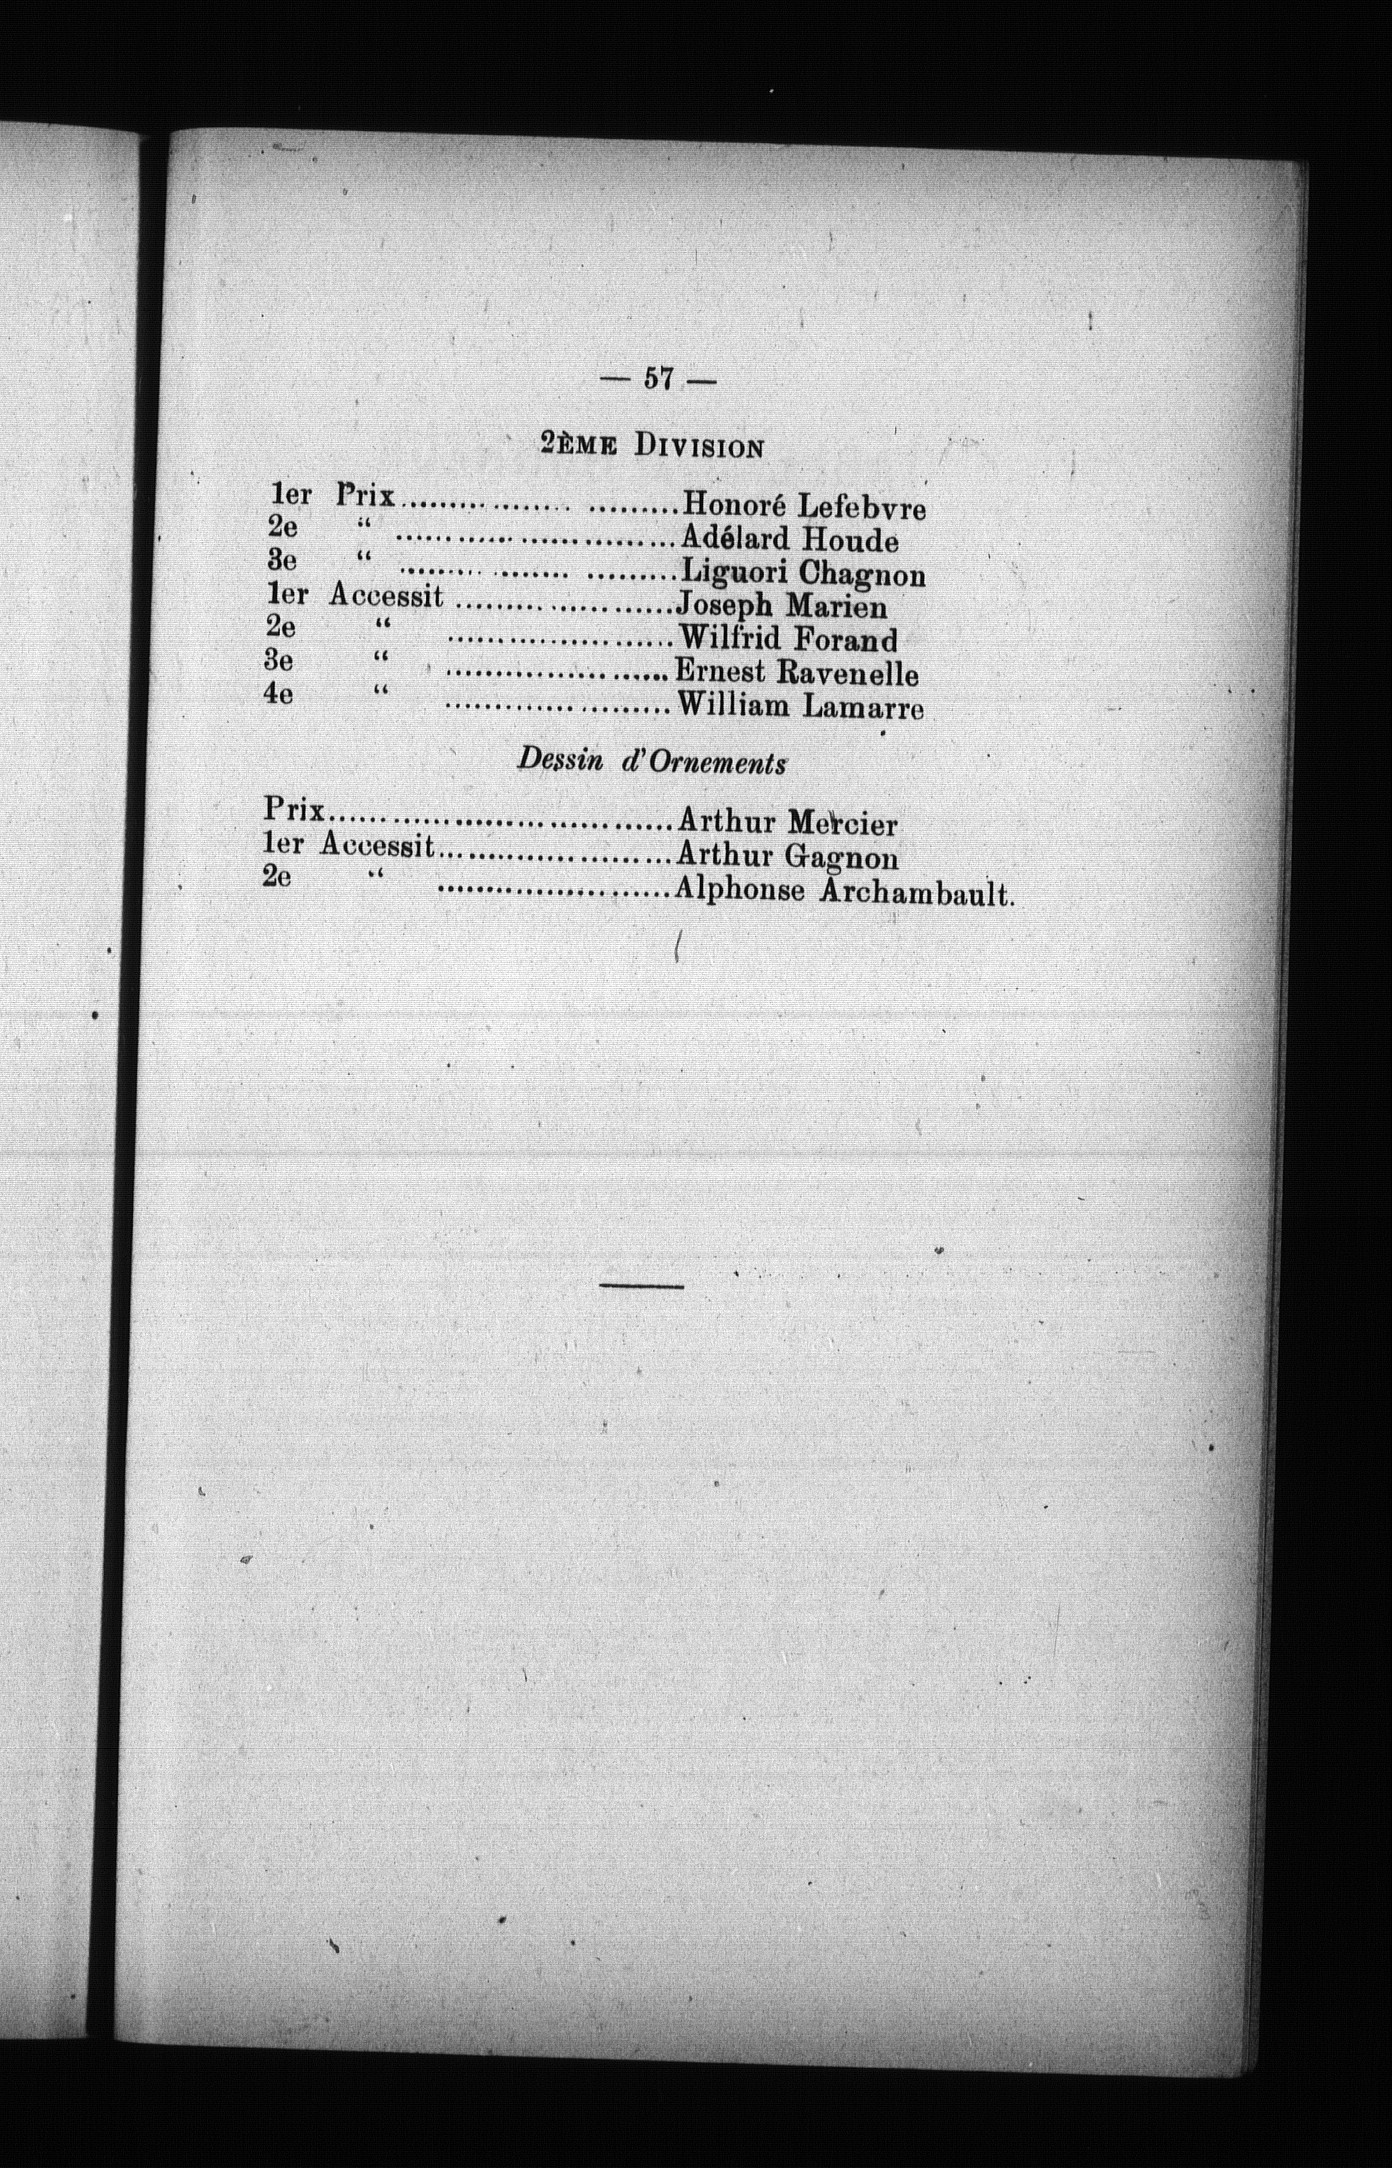 — 57 —
2ÈME DIVISION
1er Prix..........................Honoré Lefebvre
2e “ ..............................Adélard Houde
3e “ ..........................Liguori Chagnon
1er Accessit ......................Joseph Marien
2e “ ......................Wilfrid Forand
3e “ ......................Ernest Ravenelle
4e “ ......................William Lamarre
Dessin d'Ornements
Prix....................................Arthur Mercier
1er Accessit........................Arthur Gagnon
2e “ ........................Alphonse Archambault.